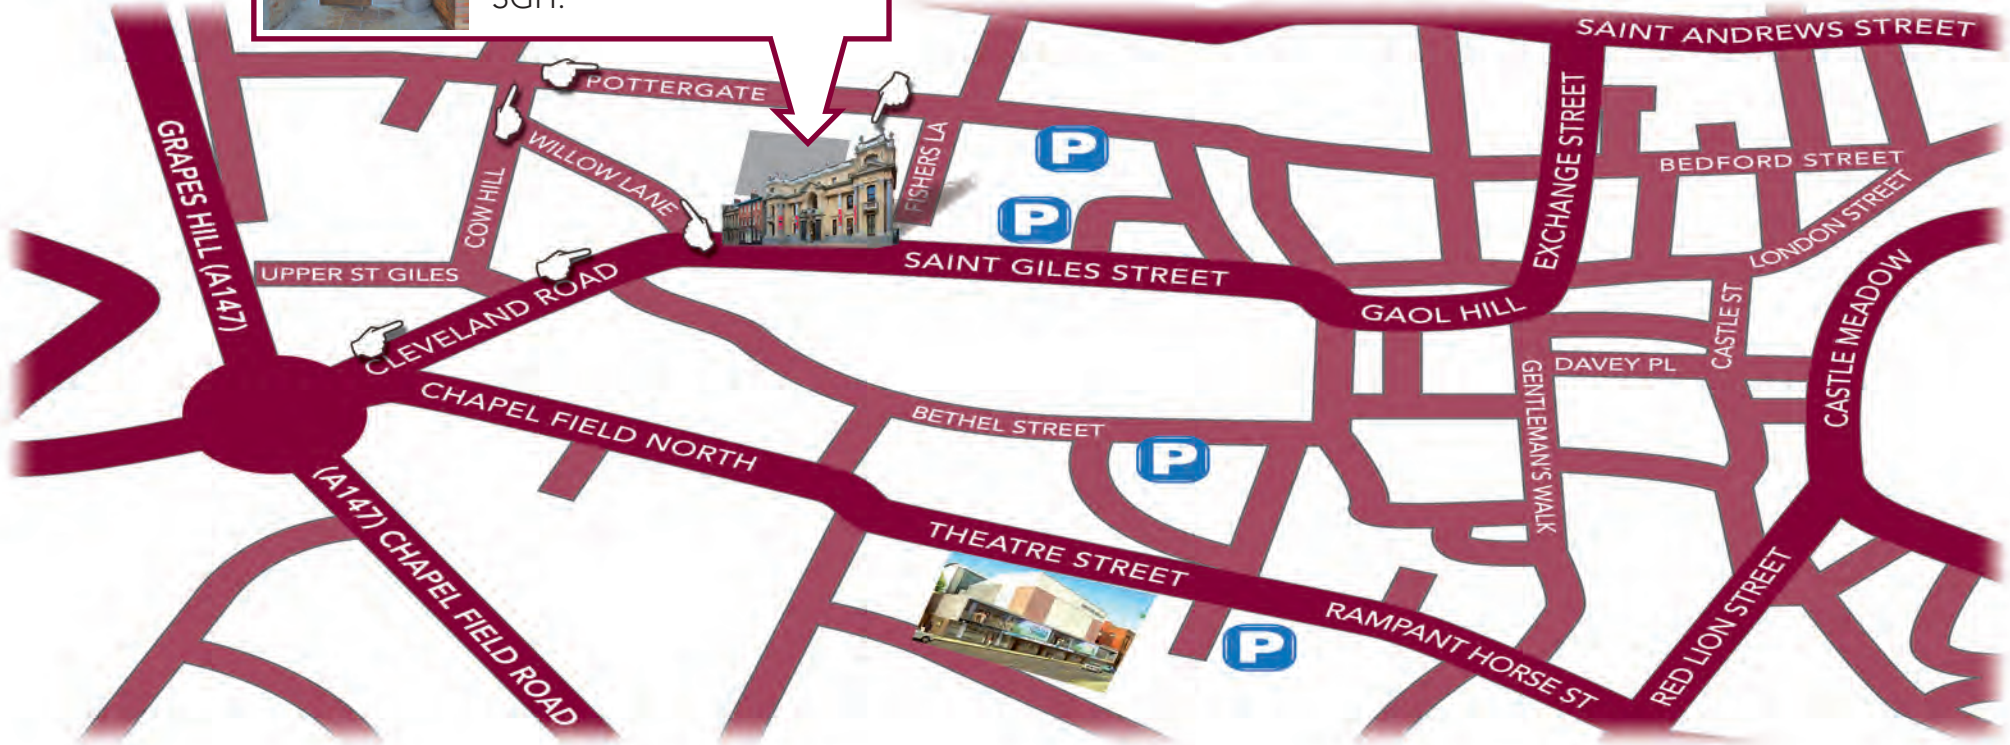 SGH.
SAINT ANDREWS STREET
POTTERGATE
GRAPES HILL (A147)
WILLOW LANE
COW HILL
FISHERS LA
P
P
EXCHANGE STREET
BEDFORD STREET
LONDON STREET
UPPER ST GILES
CLEVELAND ROAD
SAINT GILES STREET
GAOL HILL
CASTLE ST
CASTLE MEADOW
DAVEY PL
GENTLEMAN'S WALK
CHAPEL FIELD NORTH
BETHEL STREET
P
(A147) CHAPEL FIELD ROAD
THEATRE STREET
RAMPANT HORSE ST
RED LION STREET
P